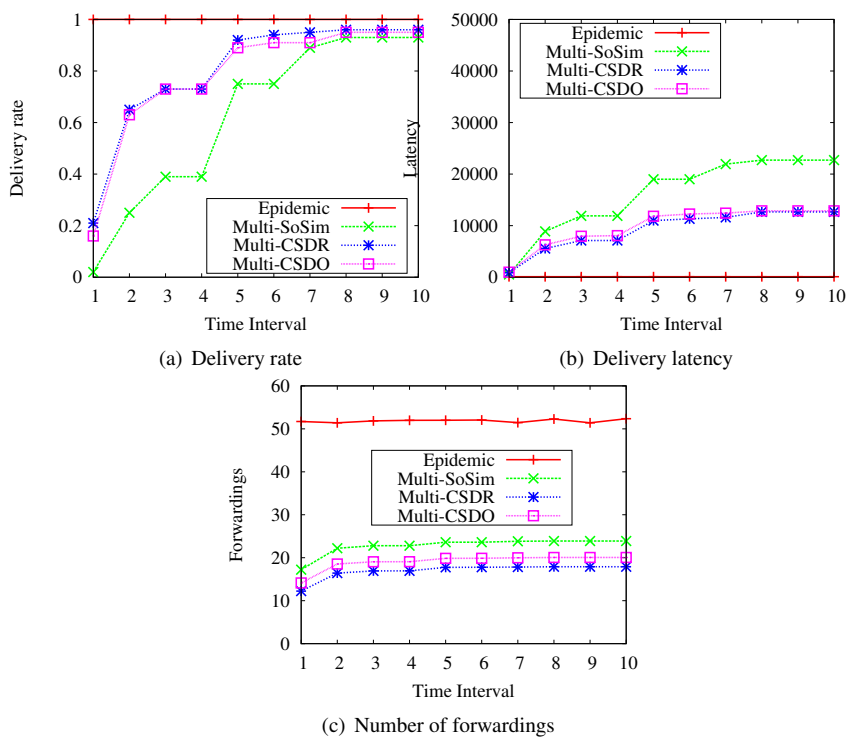 Delivery rate
1
0.8
0.6
0.4
0.2
0
Epidemic
Multi-SoSim
Multi-CSDR
Multi-CSDO
1 2 3 4 5 6 7 8 9 10
Time Interval
(a) Delivery rate
Latency
50000
40000
30000
20000
10000
0
Epidemic
Multi-SoSim
Multi-CSDR
Multi-CSDO
1 2 3 4 5 6 7 8 9 10
Time Interval
(b) Delivery latency
Forwardings
60
50
40
30
20
10
0
Epidemic
Multi-SoSim
Multi-CSDR
Multi-CSDO
1 2 3 4 5 6 7 8 9 10
Time Interval
(c) Number of forwardings